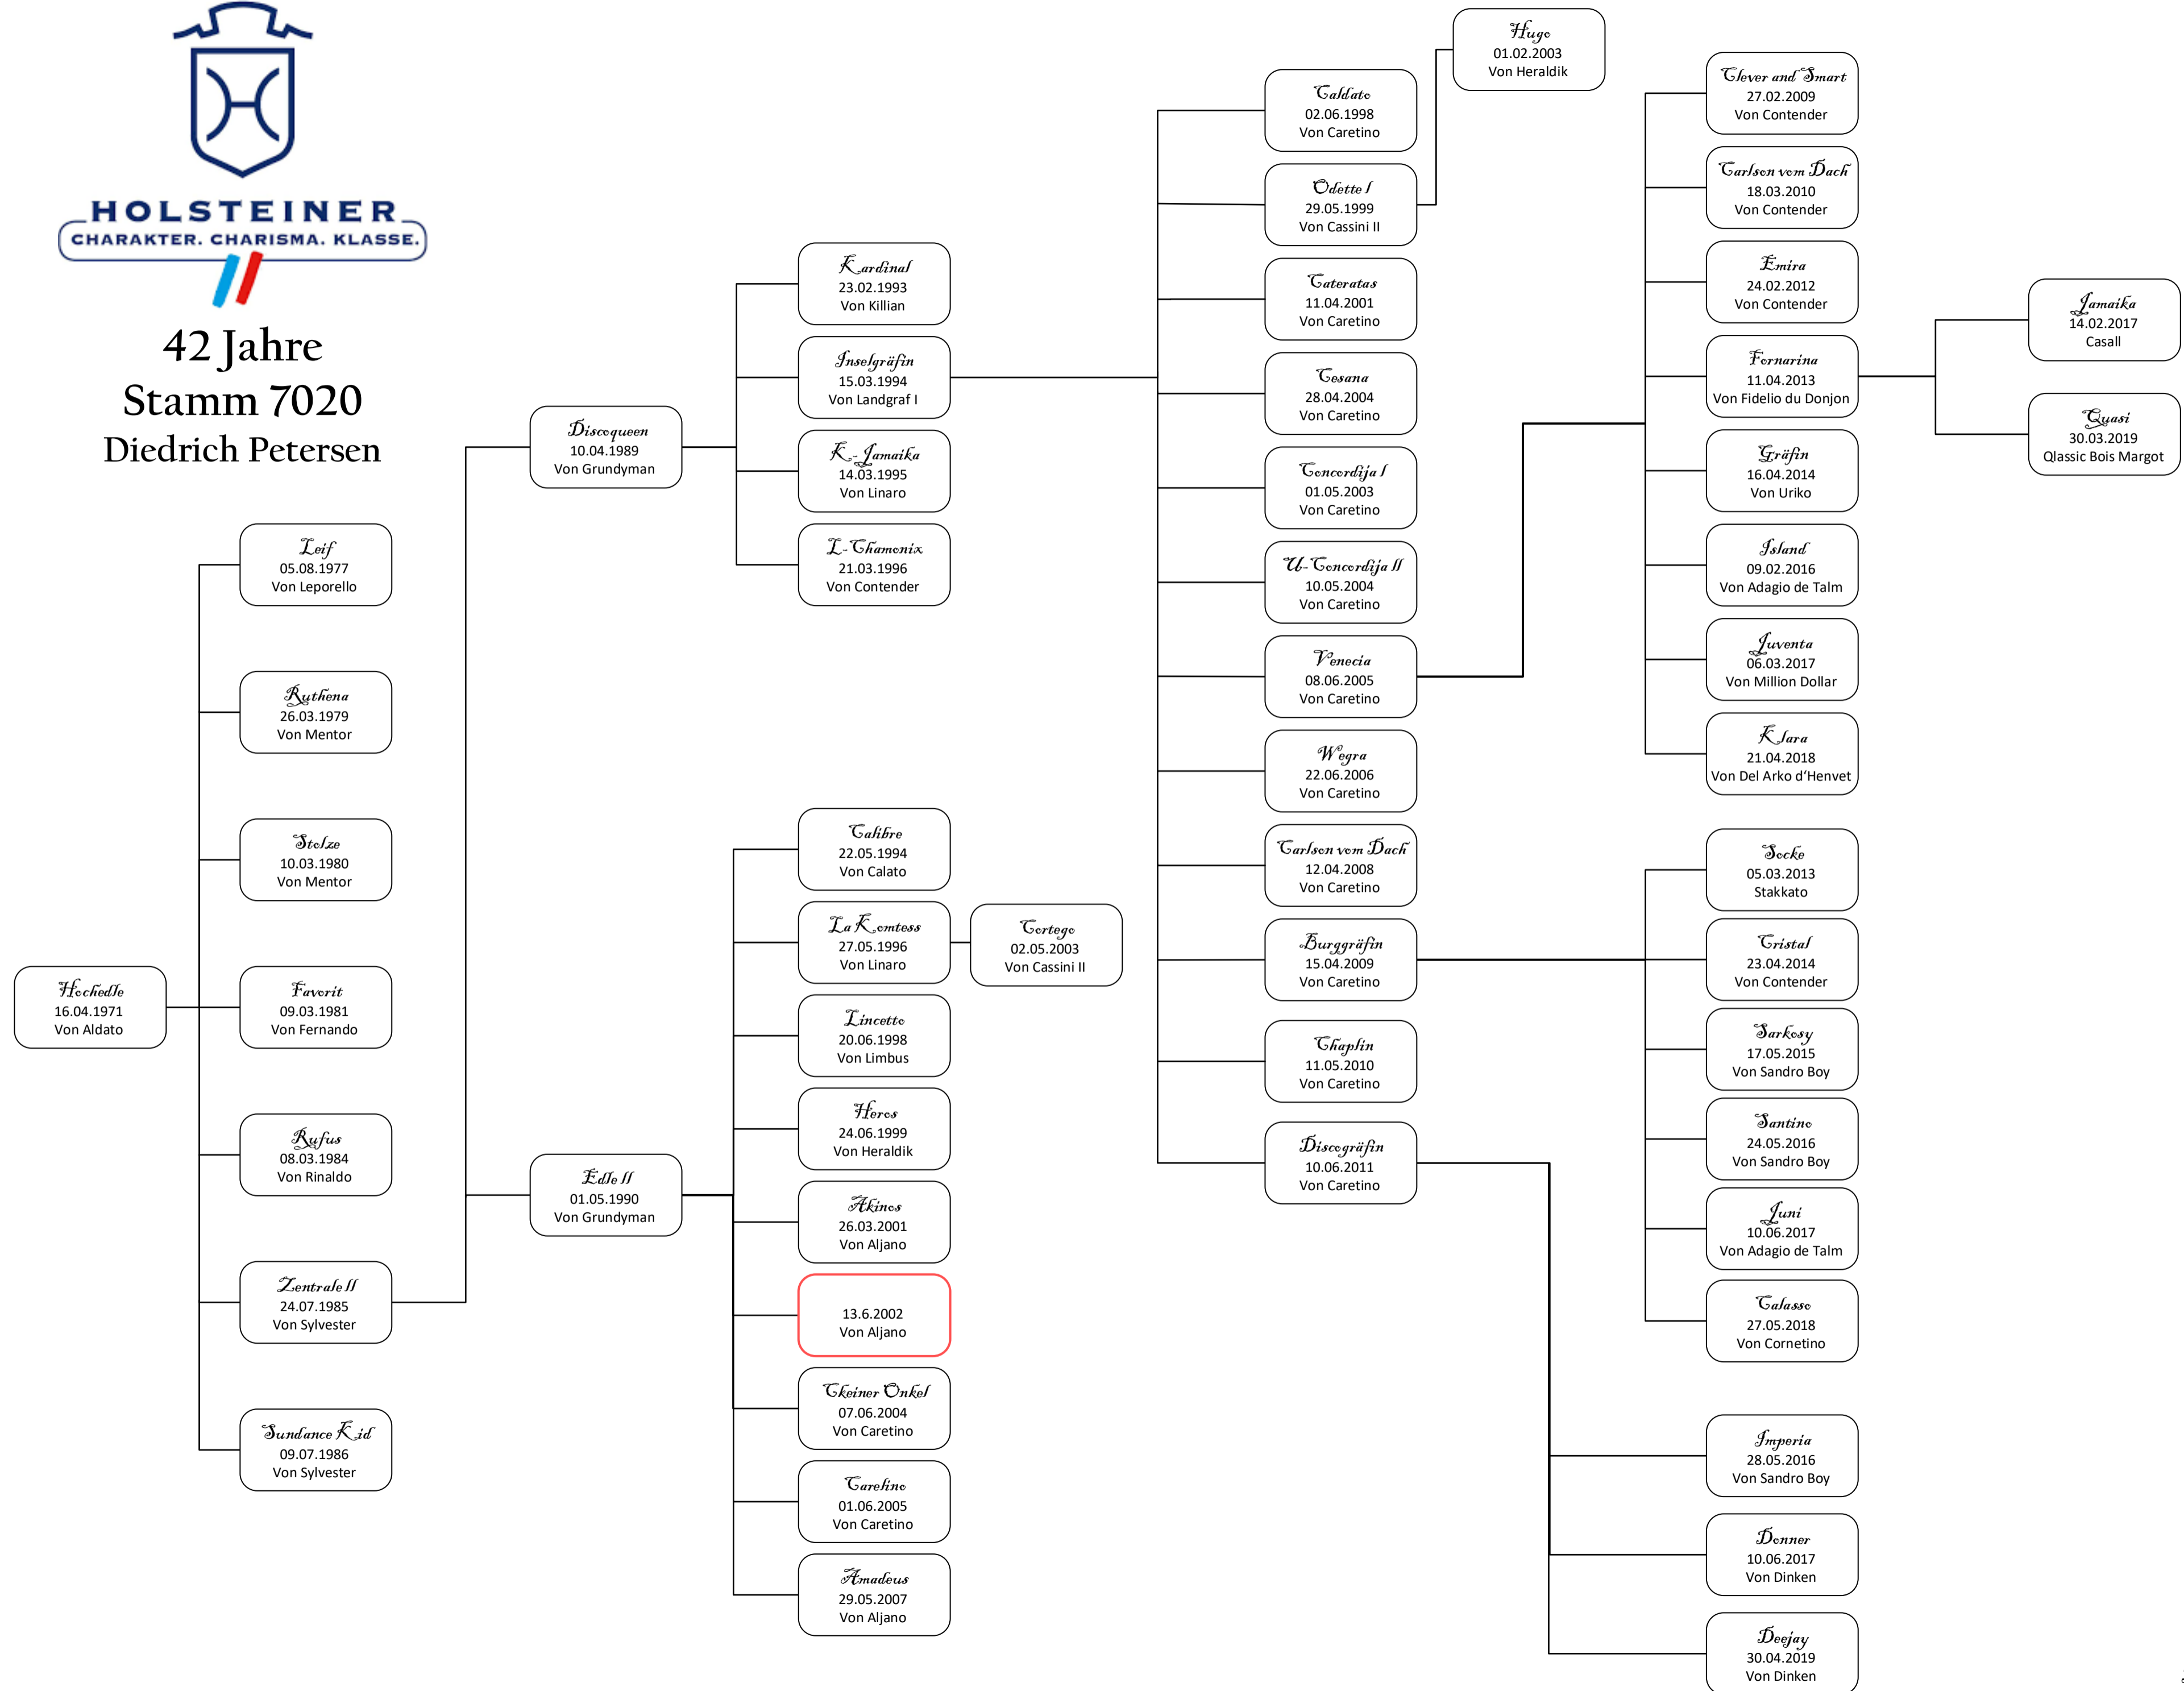 HOLSTEINER
CHARAKTER. CHARISMA. KLASSE.
42 Jahre
Stamm 7020
Diedrich Petersen
Hochedle
16.04.1971
Von Aldato
Leif
05.08.1977
Von Leporello
Ruthena
26.03.1979
Von Mentor
Stolze
10.03.1980
Von Mentor
Favorit
09.03.1981
Von Fernando
Rufus
08.03.1984
Von Rinaldo
Zentrale II
24.07.1985
Von Sylvester
Sundance Kid
09.07.1986
Von Sylvester
Discoqueen
10.04.1989
Von Grundyman
Edle II
01.05.1990
Von Grundyman
Kardinal
23.02.1993
Von Killian
Inselgräfin
15.03.1994
Von Landgraf I
K-Jamaika
14.03.1995
Von Linaro
L-Chamonix
21.03.1996
Von Contender
Calibre
22.05.1994
Von Calato
La Komtess
27.05.1996
Von Linaro
Lincetto
20.06.1998
Von Limbus
Heros
24.06.1999
Von Heraldik
Akinos
26.03.2001
Von Aljano
13.6.2002
Von Aljano
Ckeiner Onkel
07.06.2004
Von Caretino
Carelino
01.06.2005
Von Caretino
Amadeus
29.05.2007
Von Aljano
Cortego
02.05.2003
Von Cassini II
Caldato
02.06.1998
Von Caretino
Odette I
29.05.1999
Von Cassini II
Cateratas
11.04.2001
Von Caretino
Cesana
28.04.2004
Von Caretino
Concordija I
01.05.2003
Von Caretino
U-Concordija II
10.05.2004
Von Caretino
Venecia
08.06.2005
Von Caretino
Wegra
22.06.2006
Von Caretino
Carlson vom Dach
12.04.2008
Von Caretino
Burggräfin
15.04.2009
Von Caretino
Chaplin
11.05.2010
Von Caretino
Discogräfin
10.06.2011
Von Caretino
Hugo
01.02.2003
Von Heraldik
Clever and Smart
27.02.2009
Von Contender
Carlson vom Dach
18.03.2010
Von Contender
Emira
24.02.2012
Von Contender
Fornarina
11.04.2013
Von Fidelio du Donjon
Gräfin
16.04.2014
Von Uriko
Island
09.02.2016
Von Adagio de Talm
Juventa
06.03.2017
Von Million Dollar
Klara
21.04.2018
Von Del Arko d‘Henvet
Socke
05.03.2013
Stakkato
Cristal
23.04.2014
Von Contender
Sarkosy
17.05.2015
Von Sandro Boy
Santino
24.05.2016
Von Sandro Boy
Juni
10.06.2017
Von Adagio de Talm
Calasso
27.05.2018
Von Cornetino
Imperia
28.05.2016
Von Sandro Boy
Donner
10.06.2017
Von Dinken
Deejay
30.04.2019
Von Dinken
Jamaika
14.02.2017
Casall
Quasi
30.03.2019
Qlassic Bois Margot